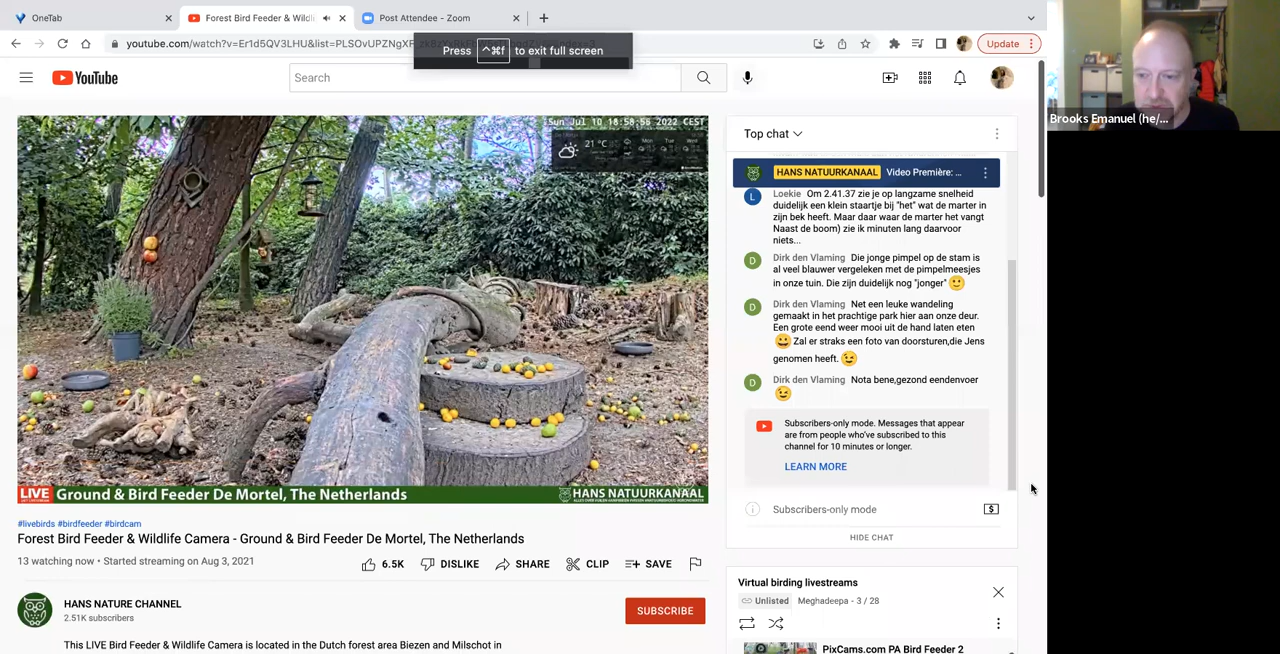 OneTab
Forest Bird Feeder & Wildli
Post Attendee - Zoom
Press ^⌘f to exit full screen
Update
YouTube
Search
Sun Jul 10 18:58:56 2022 CEST
21 °C
Mon Tue Wed
LIVE Ground & Bird Feeder De Mortel, The Netherlands
HANS NATUURKANAAL
#livebirds #birdfeeder #birdcam
Forest Bird Feeder & Wildlife Camera - Ground & Bird Feeder De Mortel, The Netherlands
13 watching now • Started streaming on Aug 3, 2021
6.5K DISLIKE SHARE CLIP SAVE
HANS NATURE CHANNEL
2.51K subscribers
SUBSCRIBE
This LIVE Bird Feeder & Wildlife Camera is located in the Dutch forest area Biezen and Milschot in
Top chat
HANS NATUURKANAAL Video Première: ...
L
Loekie Om 2.41.37 zie je op langzame snelheid
duidelijk een klein staartje bij "het" wat de marter in
zijn bek heeft. Maar daar waar de marter het vangt
Naast de boom) zie ik minuten lang daarvoor
niets...
D
Dirk den Vlaming Die jonge pimpel op de stam is
al veel blauwer vergeleken met de pimpelmeesjes
in onze tuin. Die zijn duidelijk nog "jonger" 🙂
D
Dirk den Vlaming Net een leuke wandeling
gemaakt in het prachtige park hier aan onze deur.
Een grote eend weer mooi uit de hand laten eten
😀 Zal er straks een foto van doorsturen,die Jens
genomen heeft. 😉
D
Dirk den Vlaming Nota bene,gezond eendenvoer
😉
Subscribers-only mode. Messages that appear
are from people who've subscribed to this
channel for 10 minutes or longer.
LEARN MORE
Subscribers-only mode
HIDE CHAT
Virtual birding livestreams
Unlisted Meghadeepa - 3 / 28
PixCams.com PA Bird Feeder 2
Brooks Emanuel (he/...